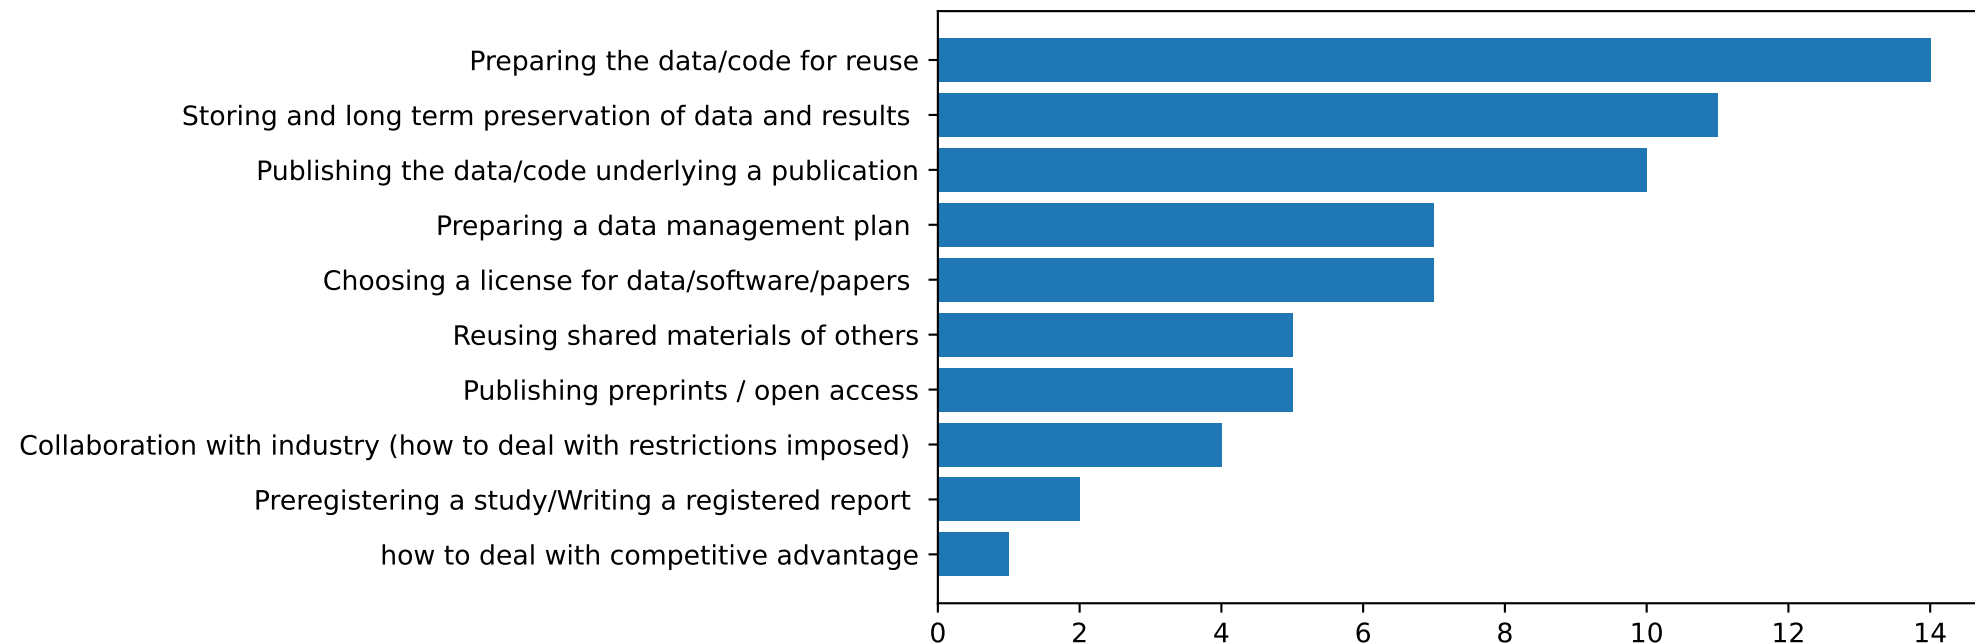 Preparing the data/code for reuse
Storing and long term preservation of data and results
Publishing the data/code underlying a publication
Preparing a data management plan
Choosing a license for data/software/papers
Reusing shared materials of others
Publishing preprints / open access
Collaboration with industry (how to deal with restrictions imposed)
Preregistering a study/Writing a registered report
how to deal with competitive advantage
0 2 4 6 8 10 12 14